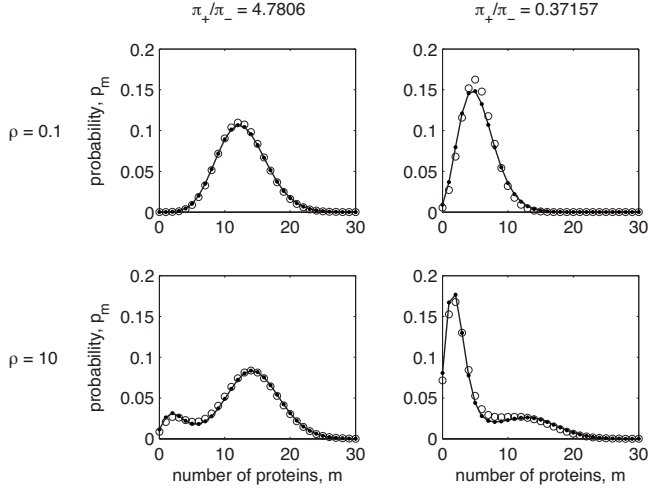 π+/π− = 4.7806
π+/π− = 0.37157
ρ = 0.1
probability, pm
0.2
0.15
0.1
0.05
0
0 10 20 30
0.2
0.15
0.1
0.05
0
0 10 20 30
ρ = 10
probability, pm
0.2
0.15
0.1
0.05
0
0 10 20 30
number of proteins, m
0.2
0.15
0.1
0.05
0
0 10 20 30
number of proteins, m